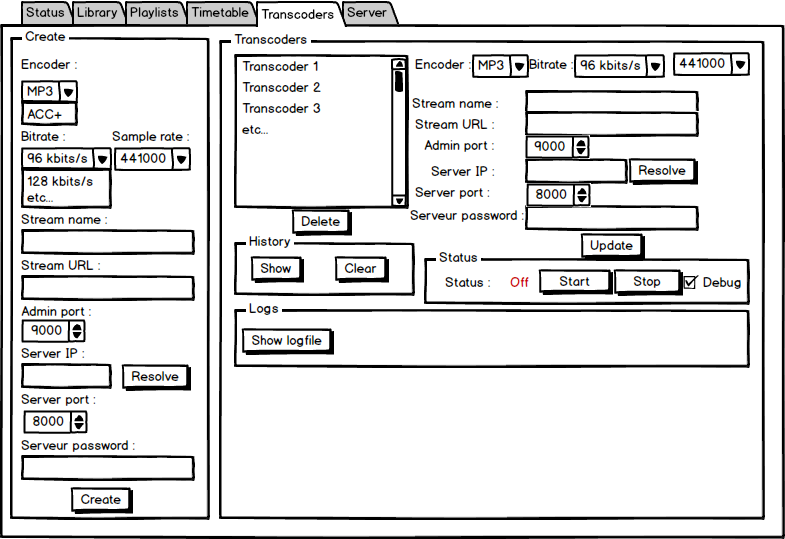 Status Library Playlists Timetable Transcoders Server
Create
Encoder :
MP3
ACC+
Bitrate : Sample rate :
96 kbits/s 441000
128 kbits/s
etc...
Stream name :
Stream URL :
Admin port :
9000
Server IP :
Resolve
Server port :
8000
Serveur password :
Create
Transcoders
Transcoder 1
Transcoder 2
Transcoder 3
etc...
Delete
Encoder : MP3 Bitrate : 96 kbits/s 441000
Stream name :
Stream URL :
Admin port : 9000
Server IP : Resolve
Server port : 8000
Serveur password :
Update
History
Show Clear
Status
Status : Off Start Stop Debug
Logs
Show logfile